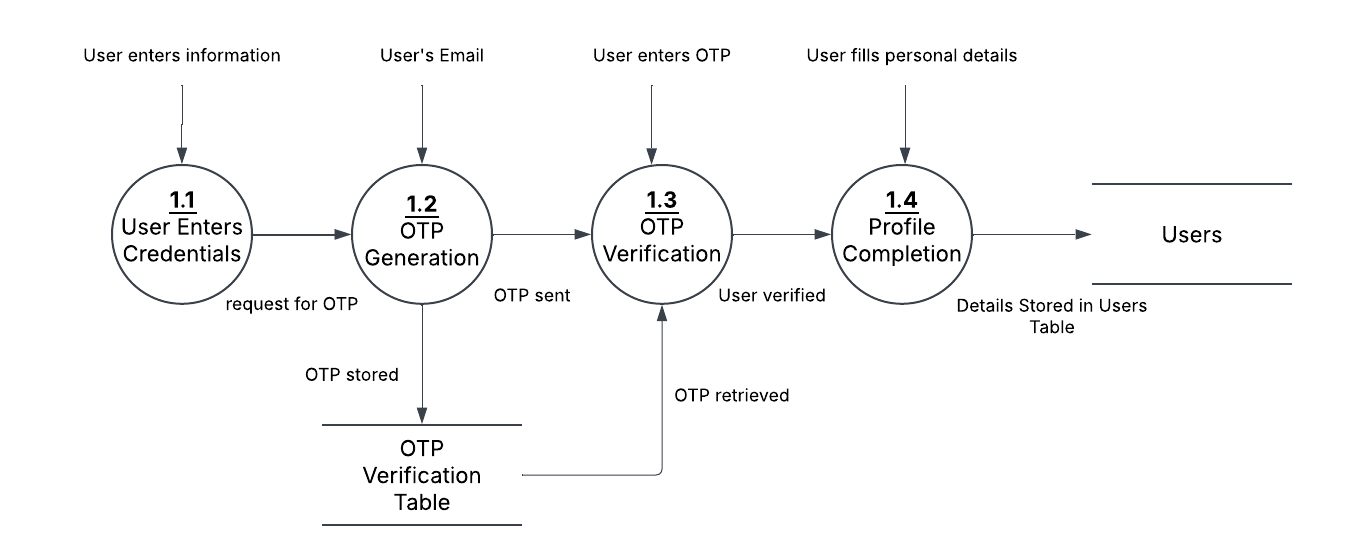 User enters information
User's Email
User enters OTP
User fills personal details
1.1
User Enters
Credentials
1.2
OTP
Generation
1.3
OTP
Verification
1.4
Profile
Completion
Users
request for OTP
OTP sent
User verified
Details Stored in Users
Table
OTP stored
OTP retrieved
OTP
Verification
Table